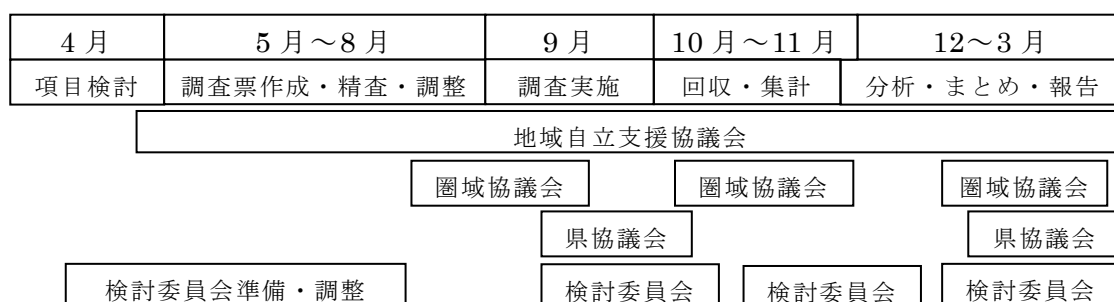 4 月 5 月～8 月 9 月 10 月～11 月 12～3 月
項目検討 調査票作成・精査・調整 調査実施 回収・集計 分析・まとめ・報告
地域自立支援協議会
圏域協議会 圏域協議会 圏域協議会
県協議会 県協議会
検討委員会準備・調整 検討委員会 検討委員会 検討委員会